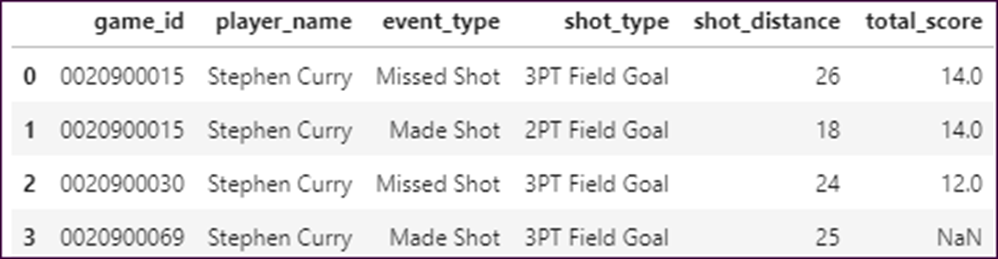 game_id player_name event_type shot_type shot_distance total_score
0 0020900015 Stephen Curry Missed Shot 3PT Field Goal 26 14.0
1 0020900015 Stephen Curry Made Shot 2PT Field Goal 18 14.0
2 0020900030 Stephen Curry Missed Shot 3PT Field Goal 24 12.0
3 0020900069 Stephen Curry Made Shot 3PT Field Goal 25 NaN